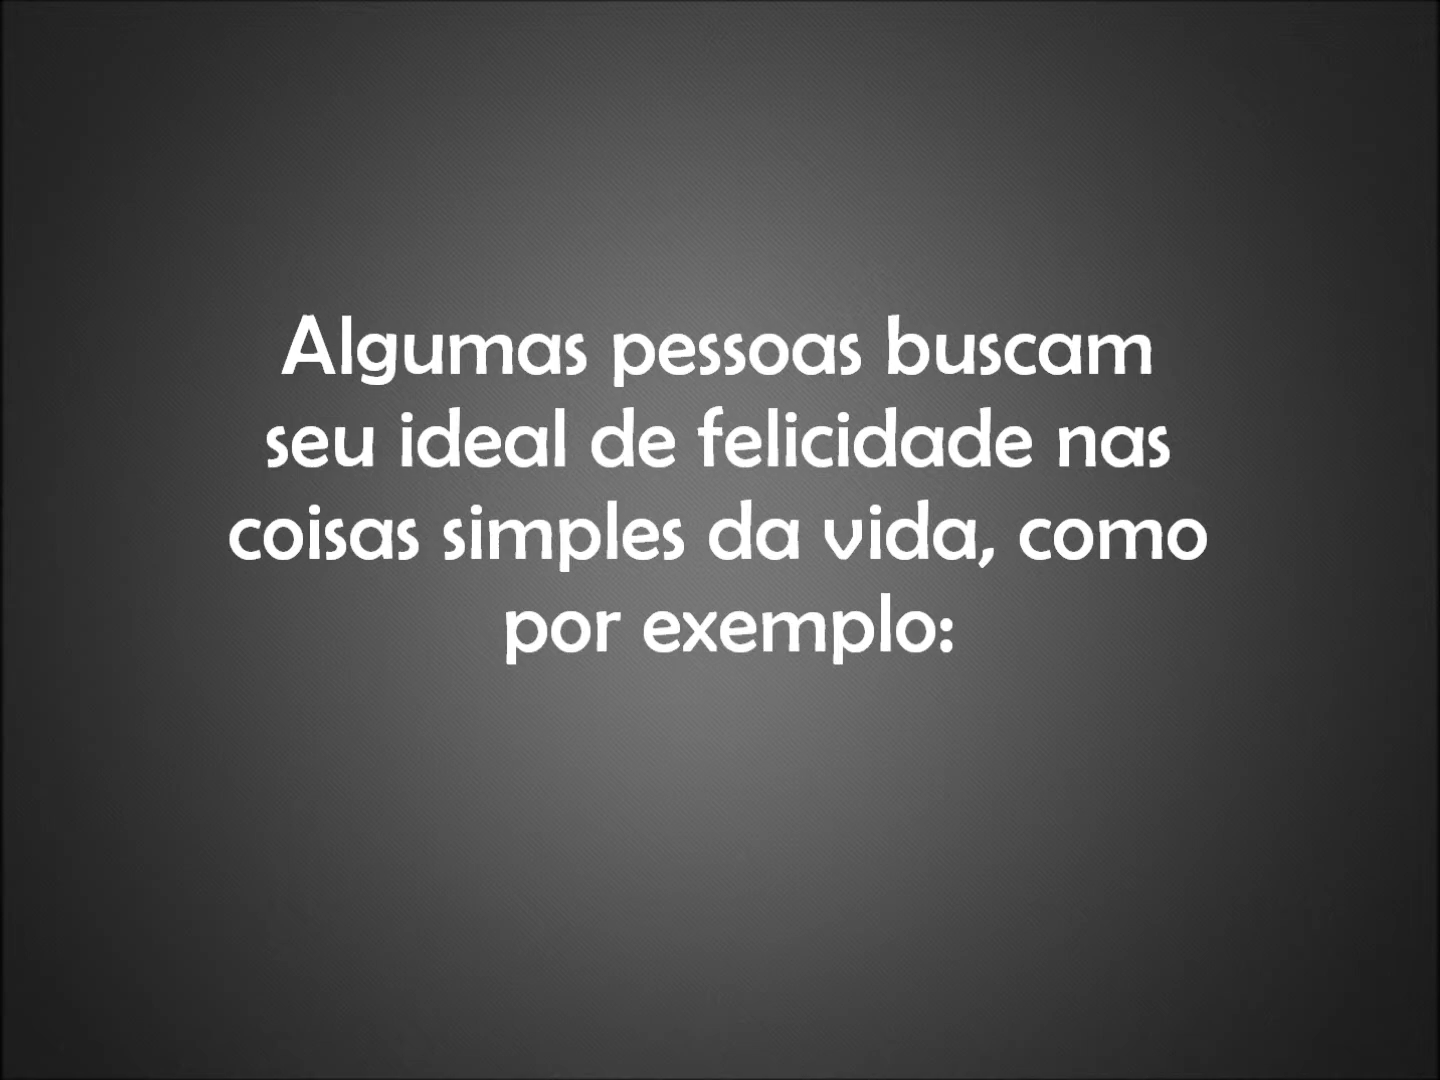 Algumas pessoas buscam
seu ideal de felicidade nas
coisas simples da vida, como
por exemplo: